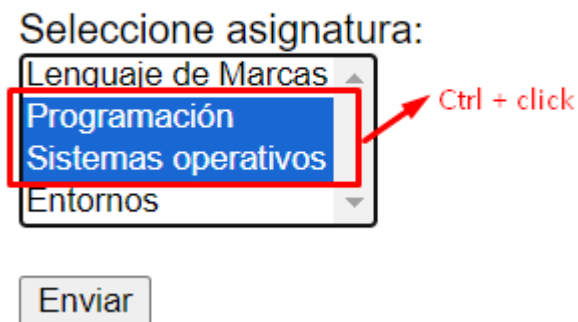 Seleccione asignatura:
Lenguaje de Marcas
Programación
Ctrl + click
Sistemas operativos
Entornos
Enviar